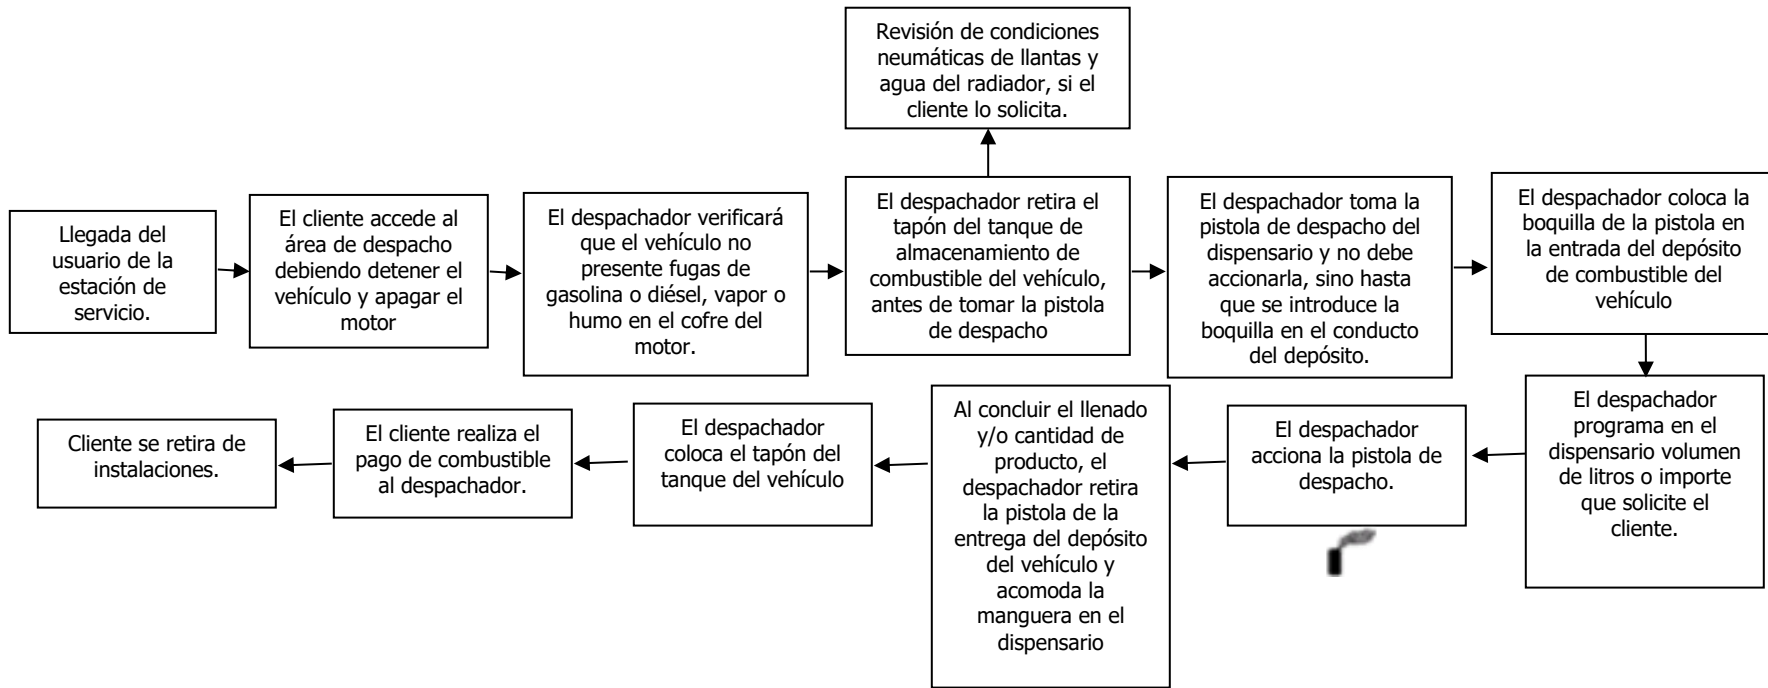 Revisión de condiciones
neumáticas de llantas y
agua del radiador, si el
cliente lo solicita.
Llegada del
usuario de la
estación de
servicio.
El cliente accede al
área de despacho
debiendo detener el
vehículo y apagar el
motor
El despachador verificará
que el vehículo no
presente fugas de
gasolina o diésel, vapor o
humo en el cofre del
motor.
El despachador retira el
tapón del tanque de
almacenamiento de
combustible del vehículo,
antes de tomar la pistola
de despacho
El despachador toma la
pistola de despacho del
dispensario y no debe
accionarla, sino hasta
que se introduce la
boquilla en el conducto
del depósito.
El despachador coloca la
boquilla de la pistola en
la entrada del depósito
de combustible del
vehículo
El despachador
programa en el
dispensario volumen
de litros o importe
que solicite el
cliente.
El despachador
acciona la pistola de
despacho.
Al concluir el llenado
y/o cantidad de
producto, el
despachador retira
la pistola de la
entrega del depósito
del vehículo y
acomoda la
manguera en el
dispensario
El despachador
coloca el tapón del
tanque del vehículo
El cliente realiza el
pago de combustible
al despachador.
Cliente se retira de
instalaciones.